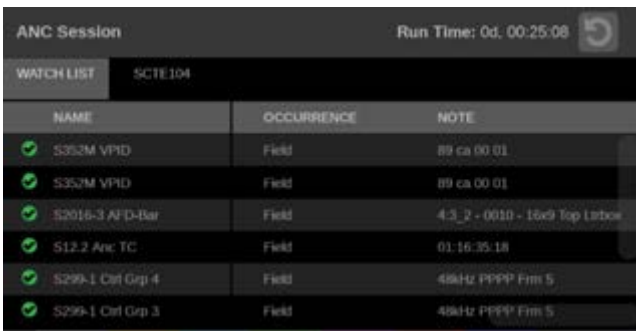 ANC Session Run Time: 0d, 00:25:08
WATCH LIST SCTE104
NAME OCCURRENCE NOTE
S352M VPID Field 89 ca 00 01
S352M VPID Field 89 ca 00 01
S2016-3 AFD-Bar Field 4:3_2 - 0010 - 16x9 Top Ltrbox
S12.2 Anc TC Field 01:16:35:18
S299-1 Ctrl Grp 4 Field 48kHz PPPP Frm 5
S299-1 Ctrl Grp 3 Field 48kHz PPPP Frm 5